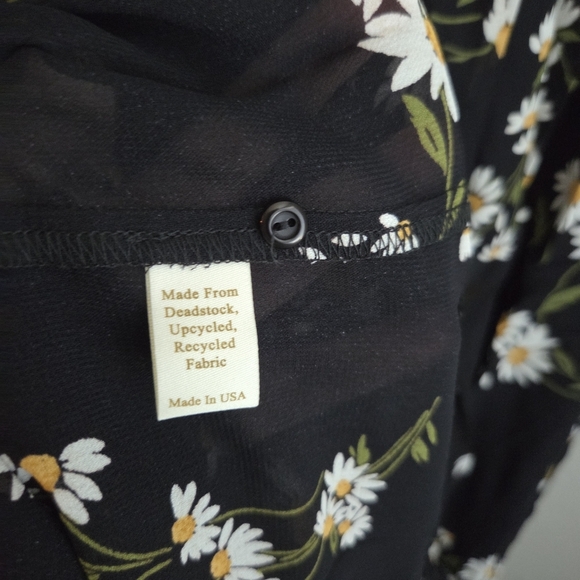 Made From
Deadstock,
Upcycled,
Recycled
Fabric
Made In USA